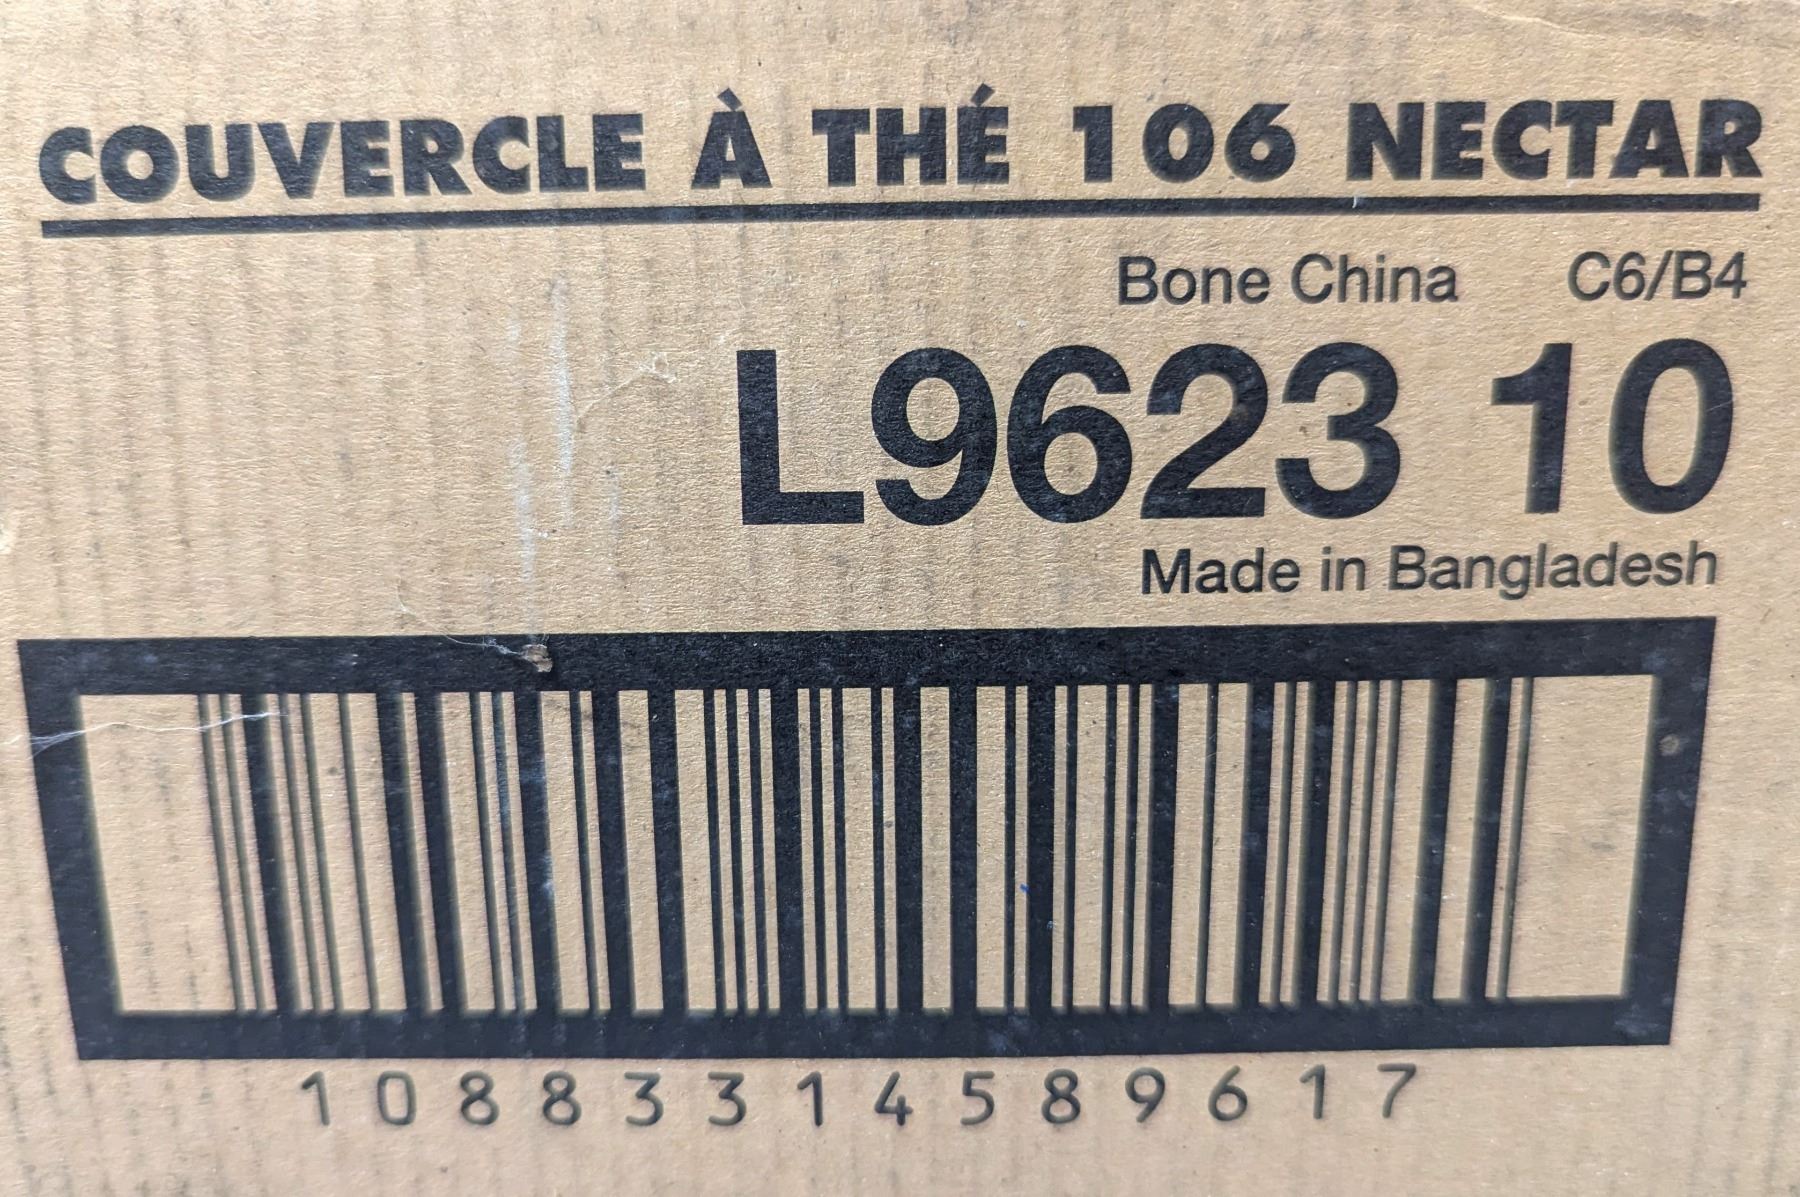 COUVERCLE À THÉ 106 NECTAR
Bone China C6/B4
L9623 10
Made in Bangladesh
10883314589617